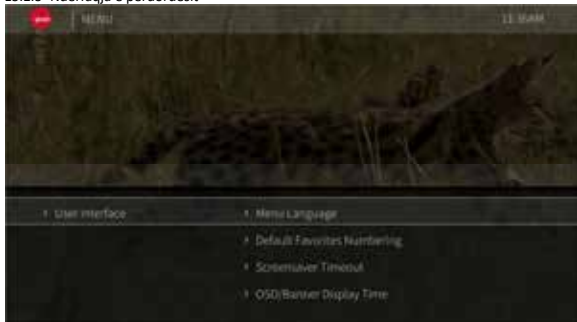 MENU
11:36AM
User Interface
Menu Language
Default Favorites Numbering
Screensaver Timeout
OSD/Banner Display Time